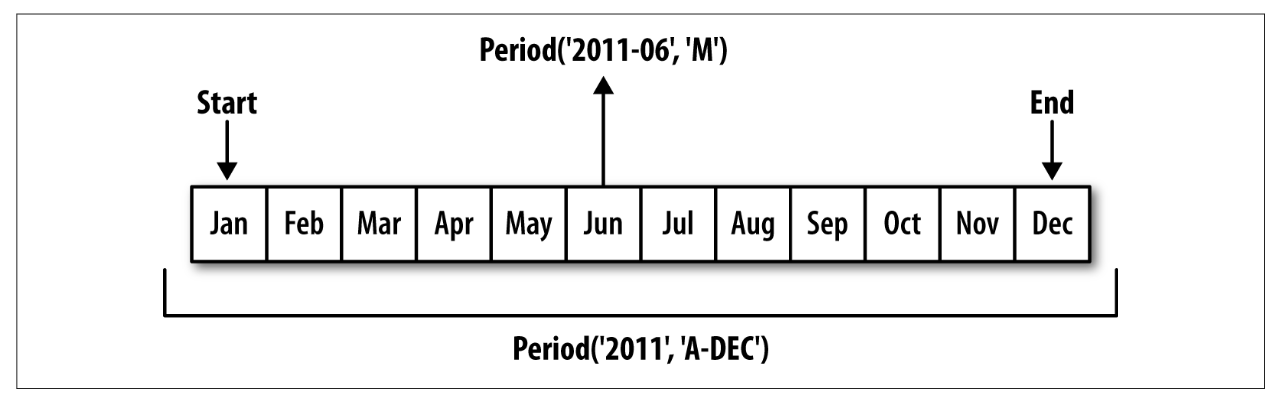 Period('2011-06', 'M')
Start
End
Jan Feb Mar Apr May Jun Jul Aug Sep Oct Nov Dec
Period('2011', 'A-DEC')